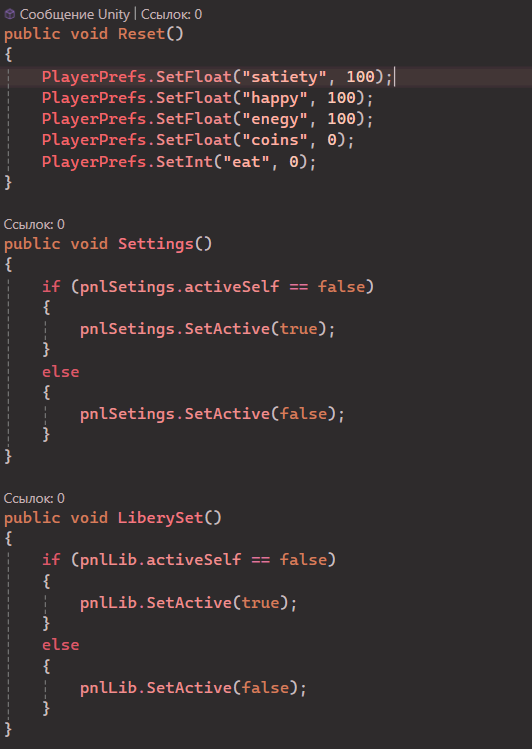 Сообщение Unity | Ссылок: 0
public void Reset()
{
PlayerPrefs.SetFloat("satiety", 100);
PlayerPrefs.SetFloat("happy", 100);
PlayerPrefs.SetFloat("enegy", 100);
PlayerPrefs.SetFloat("coins", 0);
PlayerPrefs.SetInt("eat", 0);
}
Ссылок: 0
public void Settings()
{
if (pnlSetings.activeSelf == false)
{
pnlSetings.SetActive(true);
}
else
{
pnlSetings.SetActive(false);
}
}
Ссылок: 0
public void LiberySet()
{
if (pnlLib.activeSelf == false)
{
pnlLib.SetActive(true);
}
else
{
pnlLib.SetActive(false);
}
}